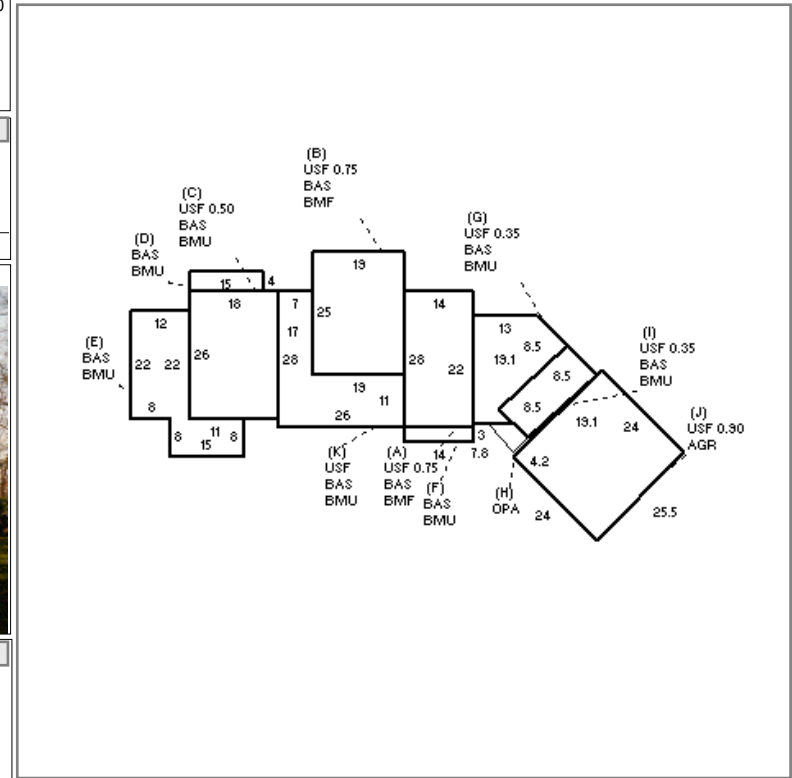 (B)
USF 0.75
BAS
BMF
(C)
USF 0.50
BAS
BMU
(G)
USF 0.35
BAS
BMU
(D)
BAS
BMU
19
15
4
18
7
14
12
25
17
13
(I)
USF 0.35
BAS
BMU
(E)
BAS
BMU
22
22
26
28
28
22
19.1
8.5
8.5
19
11
26
8
8.5
19.1
24
(J)
USF 0.90
AGR
8
11
8
15
3
14
7.8
4.2
(K)
USF
BAS
BMU
(A)
USF 0.75
BAS
BMF
(F)
BAS
BMU
(H)
OPA
24
25.5